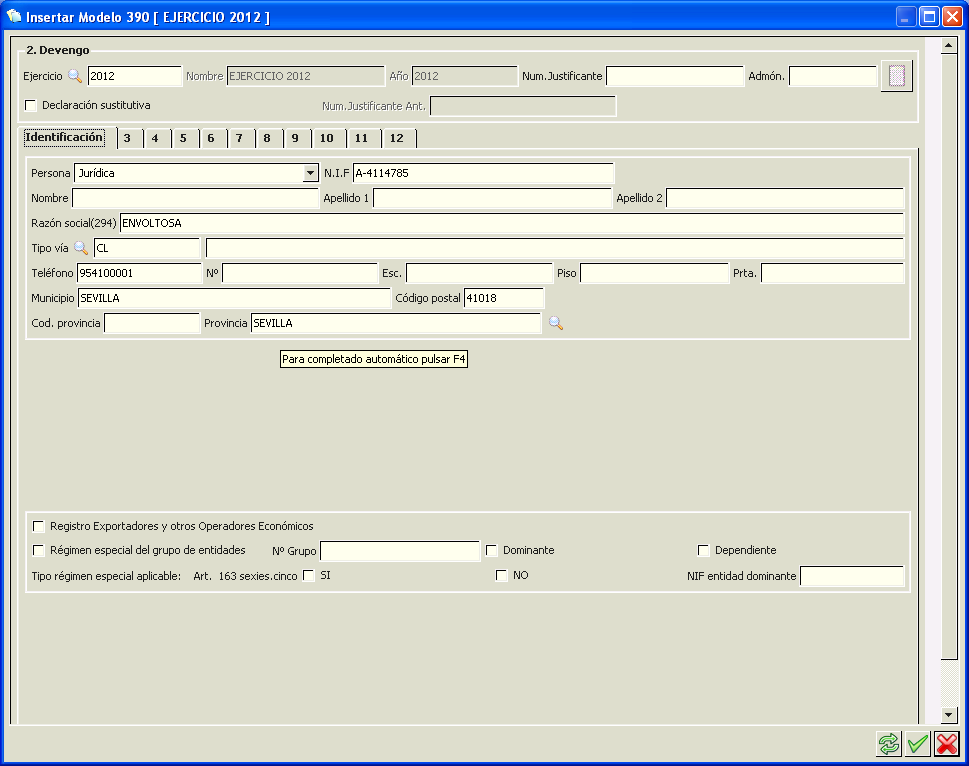 Insertar Modelo 390 [ EJERCICIO 2012 ]
2. Devengo
Ejercicio 2012 Nombre EJERCICIO 2012 Año 2012 Num.Justificante Admón.
Declaración sustitutiva Num.Justificante Ant.
Identificación 3 4 5 6 7 8 9 10 11 12
Persona Jurídica N.I.F A-4114785
Nombre Apellido 1 Apellido 2
Razón social(294) ENVOLTOSA
Tipo vía CL
Teléfono 954100001 Nº Esc. Piso Prta.
Municipio SEVILLA Código postal 41018
Cod. provincia Provincia SEVILLA
Para completado automático pulsar F4
Registro Exportadores y otros Operadores Económicos
Régimen especial del grupo de entidades Nº Grupo Dominante Dependiente
Tipo régimen especial aplicable: Art. 163 sexies.cinco SI NO NIF entidad dominante